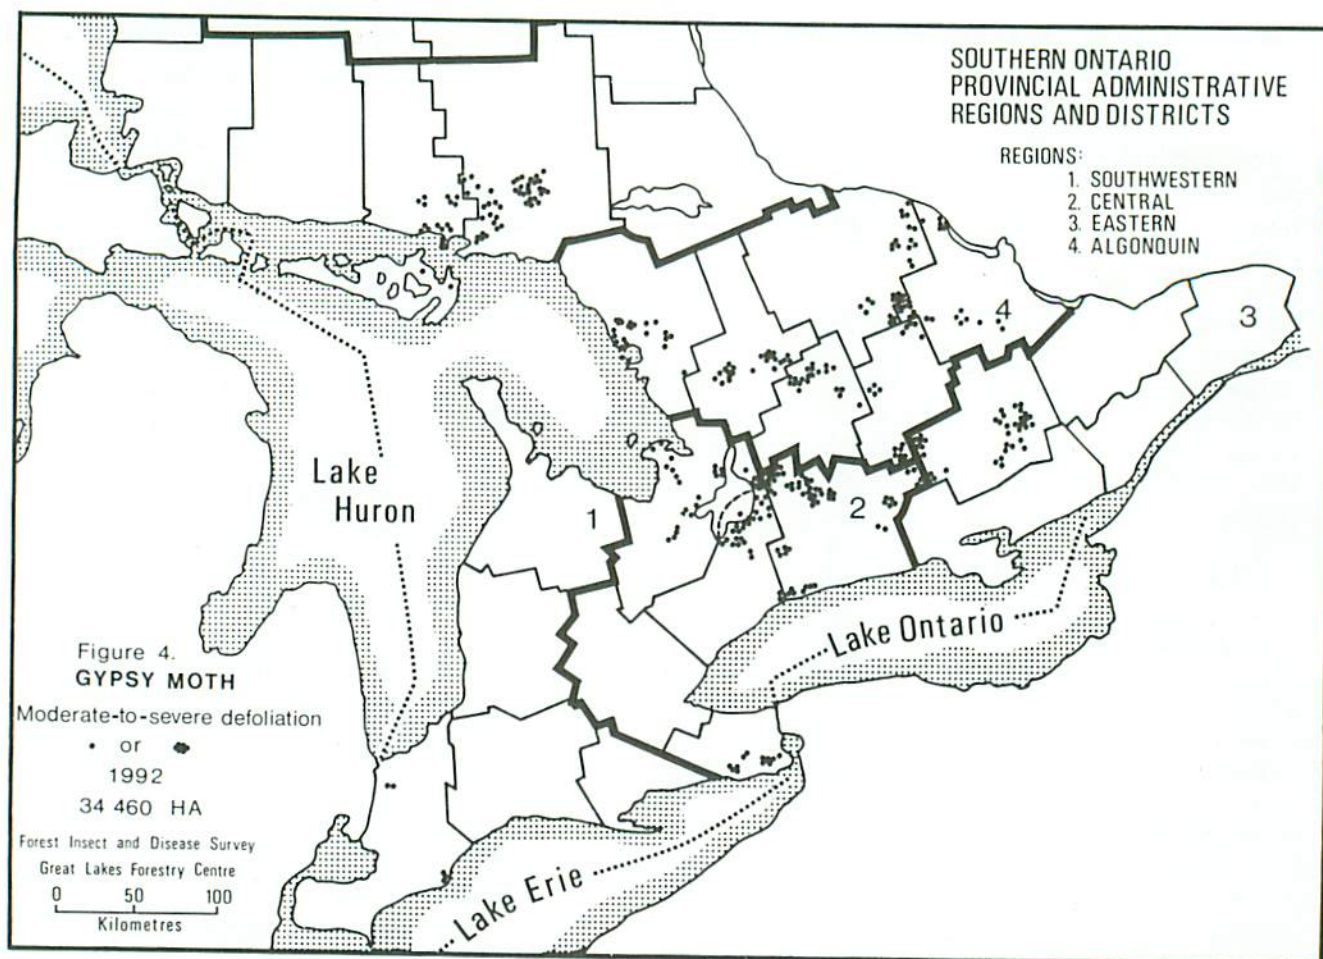 SOUTHERN ONTARIO
PROVINCIAL ADMINISTRATIVE
REGIONS AND DISTRICTS
REGIONS:
1. SOUTHWESTERN
2. CENTRAL
3. EASTERN
4. ALGONQUIN
4
3
Lake
Huron
1
2
Lake Ontario
Lake Erie
Figure 4.
GYPSY MOTH
Moderate-to-severe defoliation
• or
1992
34 460 HA
Forest Insect and Disease Survey
Great Lakes Forestry Centre
0 50 100
Kilometres